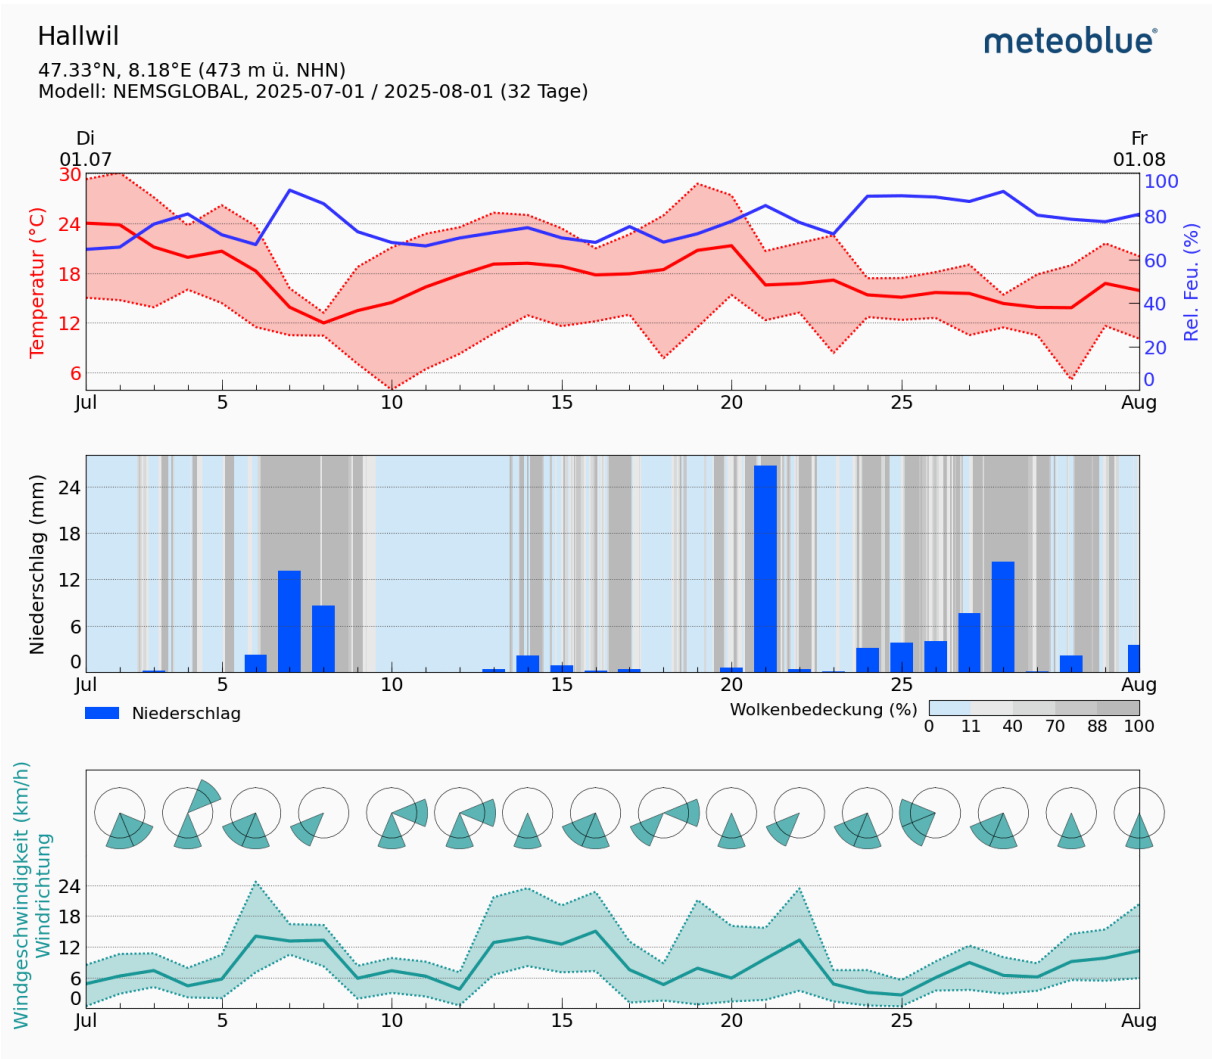 Hallwil
meteoblue®
47.33°N, 8.18°E (473 m ü. NHN)
Modell: NEMSGLOBAL, 2025-07-01 / 2025-08-01 (32 Tage)
Di
01.07
Fr
01.08
Temperatur (°C)
30
24
18
12
6
Rel. Feu. (%)
100
80
60
40
20
0
Jul 5 10 15 20 25 Aug
Niederschlag (mm)
24
18
12
6
0
Jul 5 10 15 20 25 Aug
Niederschlag
Wolkenbedeckung (%)
0 11 40 70 88 100
Windgeschwindigkeit (km/h)
Windrichtung
24
18
12
6
0
Jul 5 10 15 20 25 Aug